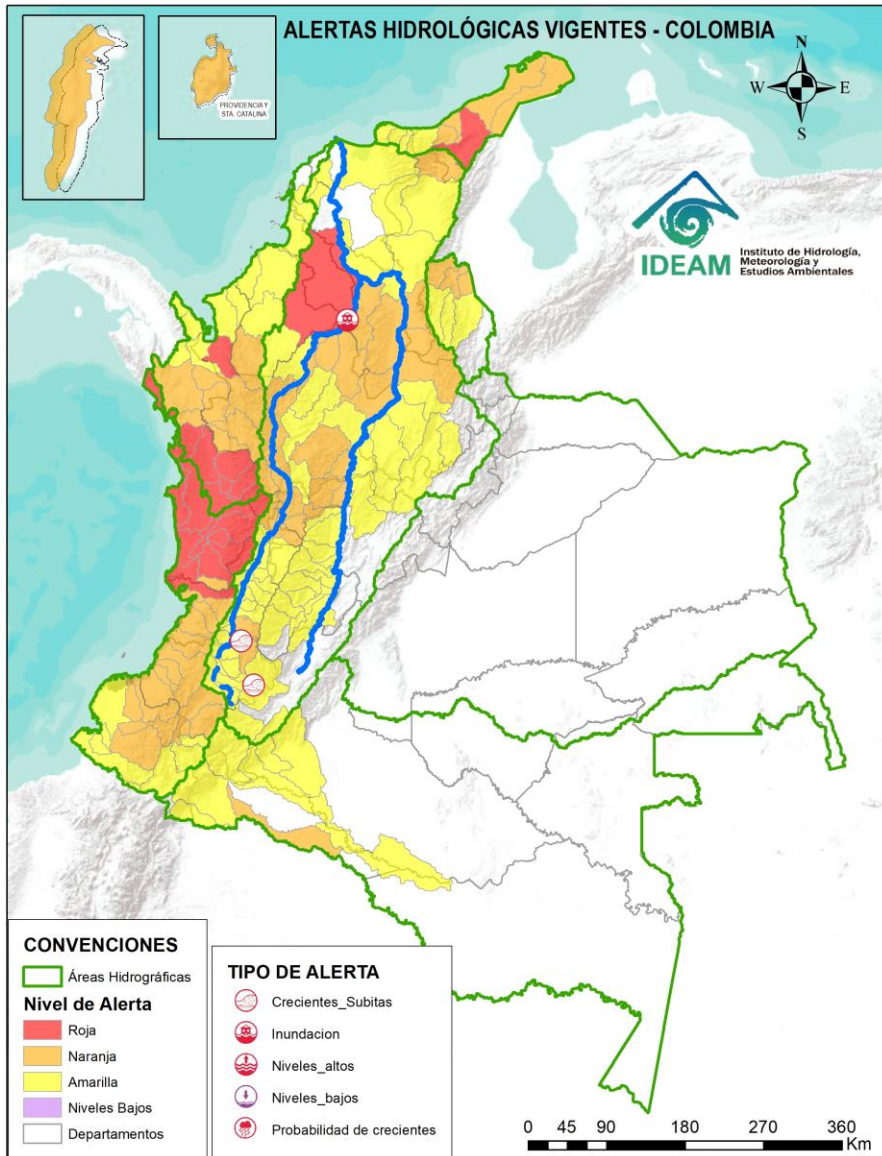 ALERTAS HIDROLÓGICAS VIGENTES - COLOMBIA
PROVIDENCIA Y
STA. CATALINA
N
W
E
S
IDEAM
Instituto de Hidrología,
Meteorología y
Estudios Ambientales
CONVENCIONES
Áreas Hidrográficas
Nivel de Alerta
Roja
Naranja
Amarilla
Niveles Bajos
Departamentos
TIPO DE ALERTA
Crecientes_Subitas
Inundacion
Niveles_altos
Niveles_bajos
Probabilidad de crecientes
0 45 90 180 270 360
Km